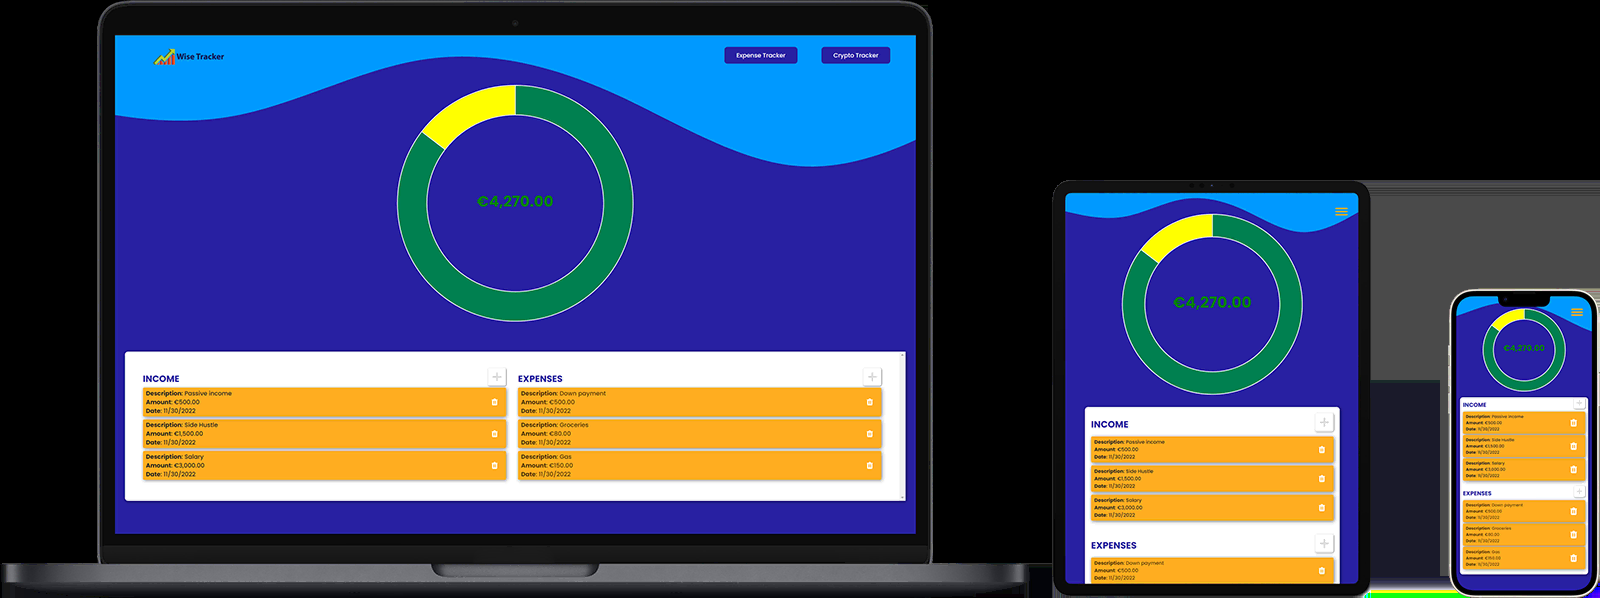 Wise Tracker
Expense Tracker
Crypto Tracker
€4,270.00
INCOME
Description: Passive income
Amount: €500.00
Date: 11/30/2022
Description: Side Hustle
Amount: €1,500.00
Date: 11/30/2022
Description: Salary
Amount: €3,000.00
Date: 11/30/2022
EXPENSES
Description: Down payment
Amount: €500.00
Date: 11/30/2022
Description: Groceries
Amount: €80.00
Date: 11/30/2022
Description: Gas
Amount: €150.00
Date: 11/30/2022
€4,270.00
INCOME
Description: Passive income
Amount: €500.00
Date: 11/30/2022
Description: Side Hustle
Amount: €1,500.00
Date: 11/30/2022
Description: Salary
Amount: €3,000.00
Date: 11/30/2022
EXPENSES
Description: Down payment
Amount: €500.00
Date: 11/30/2022
€4,270.00
INCOME
Description: Passive income
Amount: €500.00
Date: 11/30/2022
Description: Side Hustle
Amount: €1,500.00
Date: 11/30/2022
Description: Salary
Amount: €3,000.00
Date: 11/30/2022
EXPENSES
Description: Down payment
Amount: €500.00
Date: 11/30/2022
Description: Groceries
Amount: €80.00
Date: 11/30/2022
Description: Gas
Amount: €150.00
Date: 11/30/2022